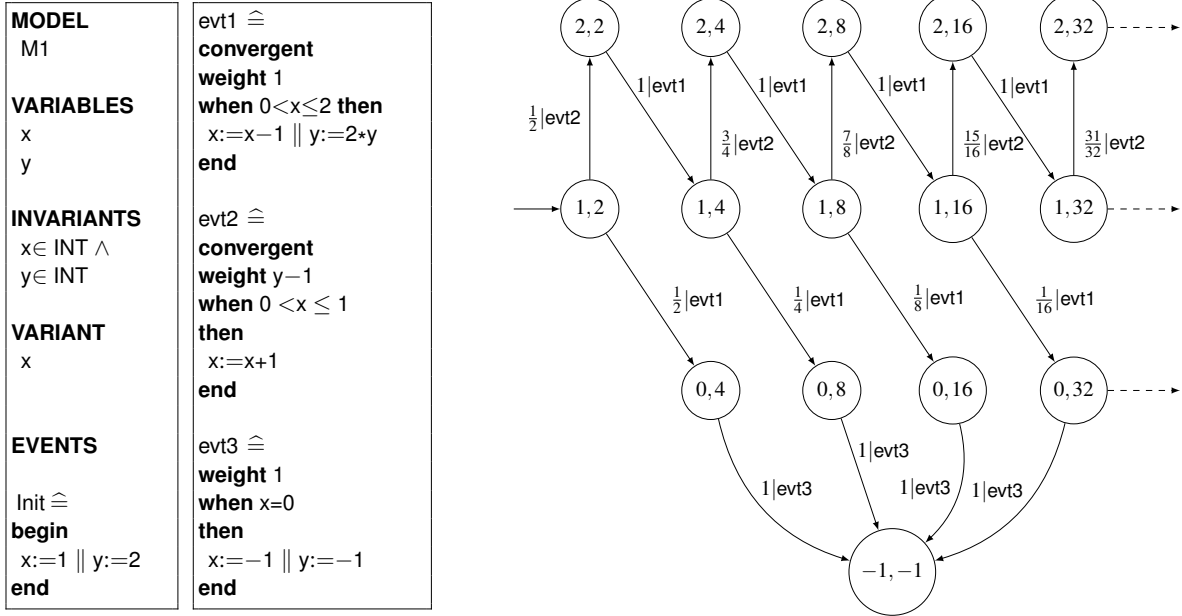 MODEL
M1
VARIABLES
x
y
INVARIANTS
x∈ INT ∧
y∈ INT
VARIANT
x
EVENTS
Init ≙
begin
x:=1 ∥ y:=2
end
evt1 ≙
convergent
weight 1
when 0<x≤2 then
x:=x−1 ∥ y:=2*y
end
evt2 ≙
convergent
weight y−1
when 0 <x ≤ 1
then
x:=x+1
end
evt3 ≙
weight 1
when x=0
then
x:=−1 ∥ y:=−1
end
2,2 2,4 2,8 2,16 2,32
1|evt1 1|evt1 1|evt1 1|evt1
1/2|evt2 3/4|evt2 7/8|evt2 15/16|evt2 31/32|evt2
1,2 1,4 1,8 1,16 1,32
1/2|evt1 1/4|evt1 1/8|evt1 1/16|evt1
0,4 0,8 0,16 0,32
1|evt3
1|evt3 1|evt3 1|evt3
−1,−1